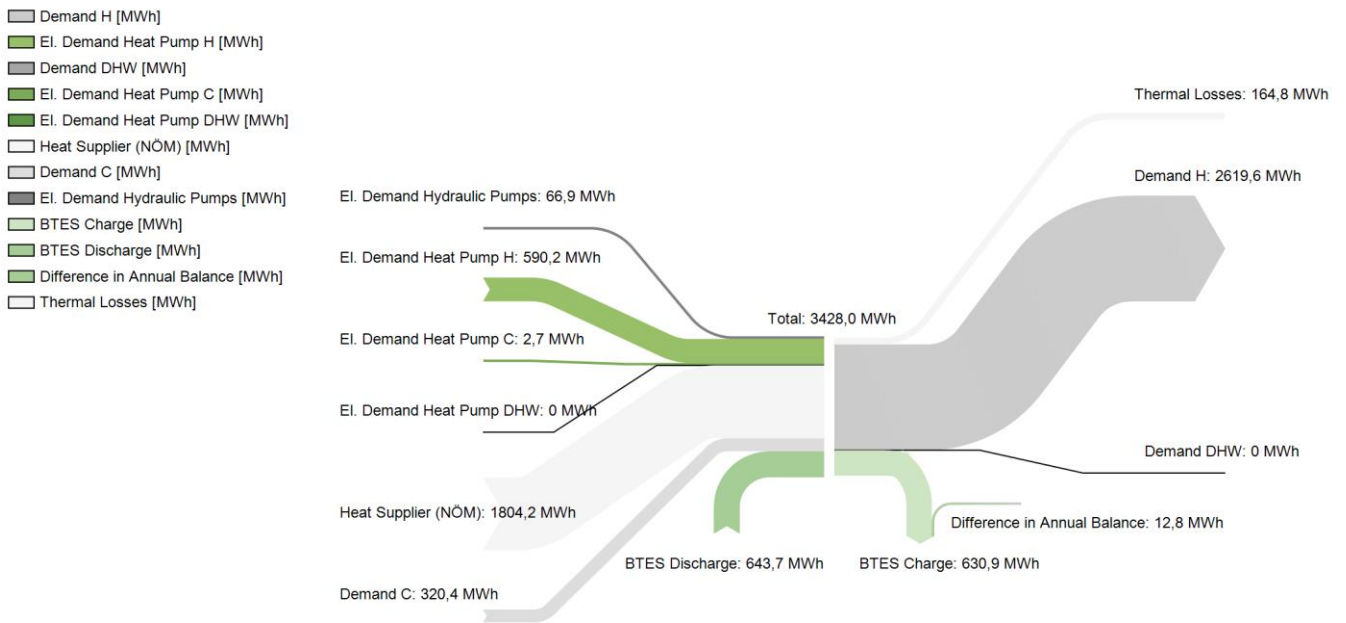 Demand H [MWh]
El. Demand Heat Pump H [MWh]
Demand DHW [MWh]
El. Demand Heat Pump C [MWh]
El. Demand Heat Pump DHW [MWh]
Heat Supplier (NÖM) [MWh]
Demand C [MWh]
El. Demand Hydraulic Pumps [MWh]
BTES Charge [MWh]
BTES Discharge [MWh]
Difference in Annual Balance [MWh]
Thermal Losses [MWh]
El. Demand Hydraulic Pumps: 66,9 MWh
El. Demand Heat Pump H: 590,2 MWh
El. Demand Heat Pump C: 2,7 MWh
El. Demand Heat Pump DHW: 0 MWh
Heat Supplier (NÖM): 1804,2 MWh
Demand C: 320,4 MWh
BTES Discharge: 643,7 MWh
Total: 3428,0 MWh
Thermal Losses: 164,8 MWh
Demand H: 2619,6 MWh
Demand DHW: 0 MWh
Difference in Annual Balance: 12,8 MWh
BTES Charge: 630,9 MWh